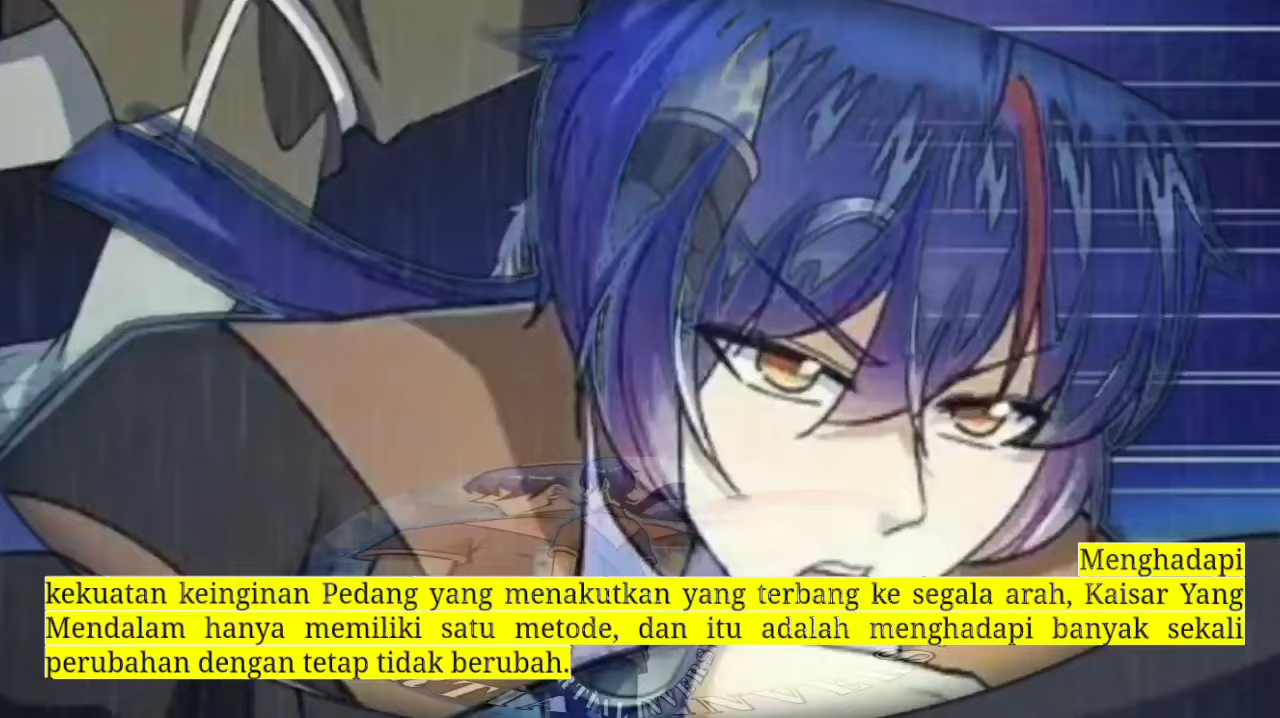 Menghadapi
kekuatan keinginan Pedang yang menakutkan yang terbang ke segala arah, Kaisar Yang
Mendalam hanya memiliki satu metode, dan itu adalah menghadapi banyak sekali
perubahan dengan tetap tidak berubah.